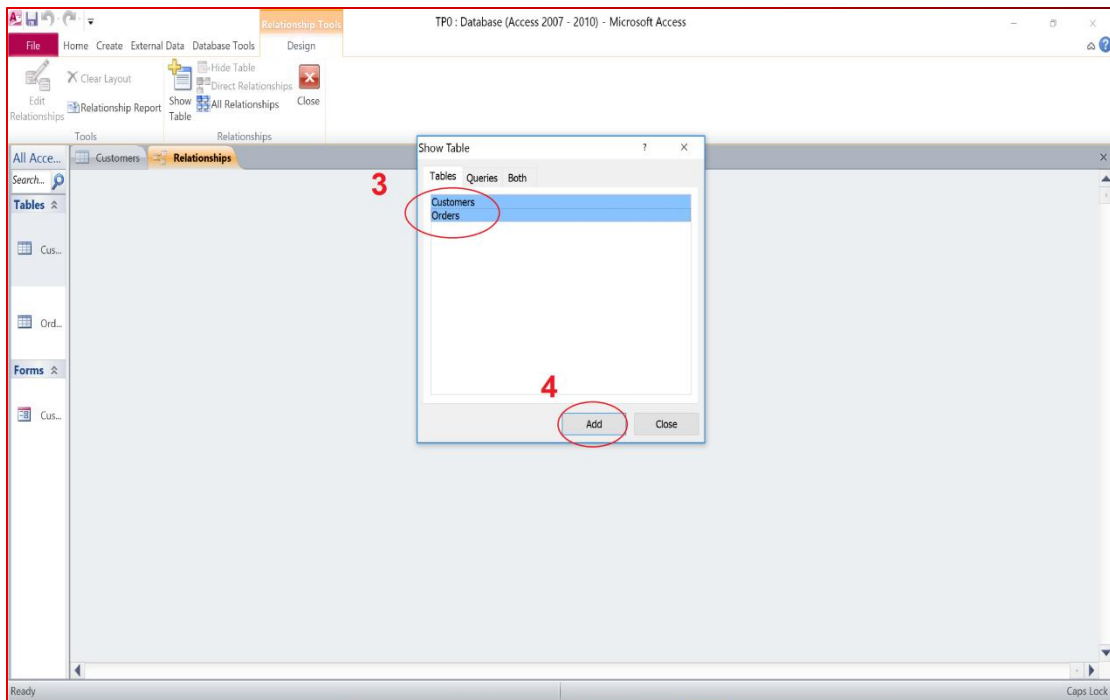 Relationship Tools
TP0 : Database (Access 2007 - 2010) - Microsoft Access
File Home Create External Data Database Tools Design
Edit Relationships
Clear Layout
Relationship Report
Tools
Show Table
Hide Table
Direct Relationships
All Relationships
Close
Relationships
All Acce...
Customers
Relationships
Search...
Tables
Cus...
Ord...
Forms
Cus...
Show Table
Tables Queries Both
3
Customers
Orders
4
Add Close
Ready
Caps Lock